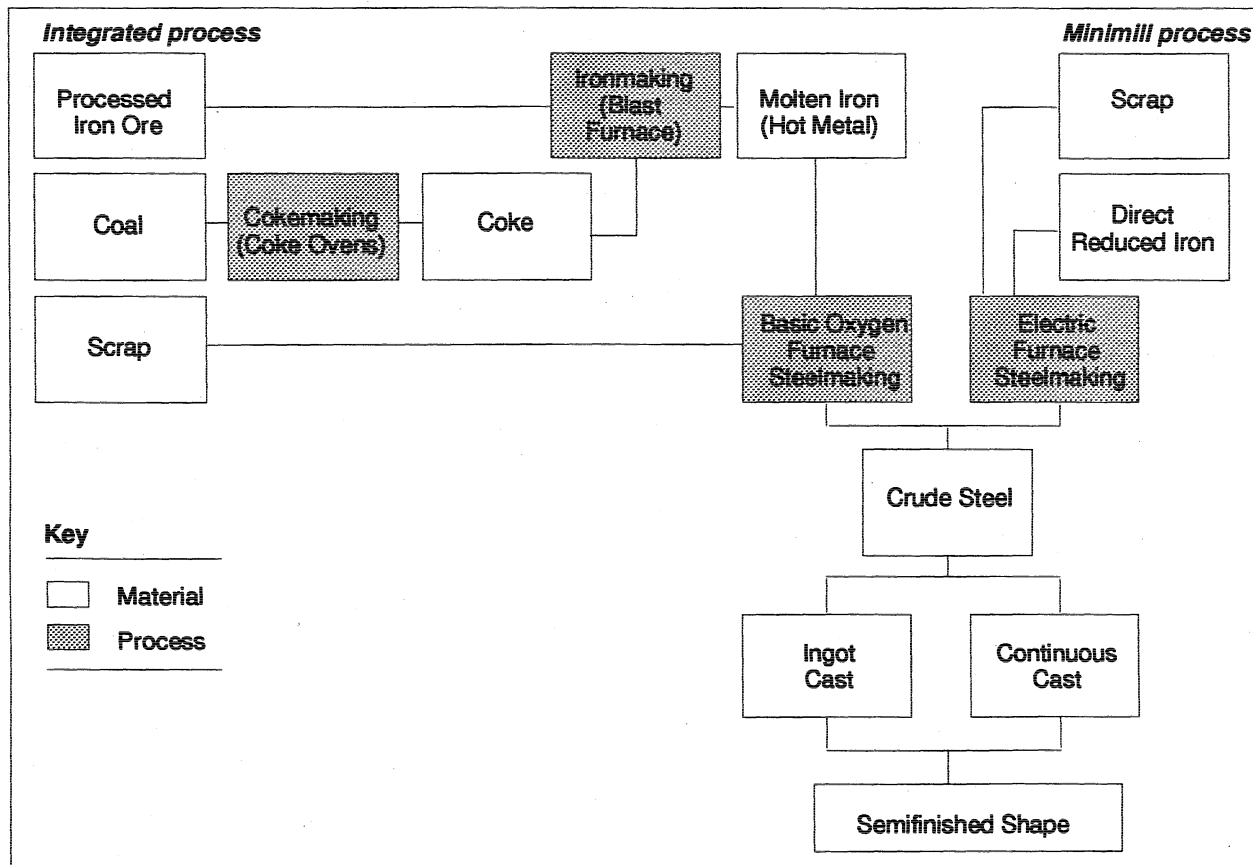 Integrated process
Minimill process
Processed
Iron Ore
Ironmaking
(Blast
Furnace)
Molten Iron
(Hot Metal)
Scrap
Coal
Cokemaking
(Coke Ovens)
Coke
Direct
Reduced Iron
Scrap
Basic Oxygen
Furnace
Steelmaking
Electric
Furnace
Steelmaking
Crude Steel
Key
Material
Process
Ingot
Cast
Continuous
Cast
Semifinished Shape